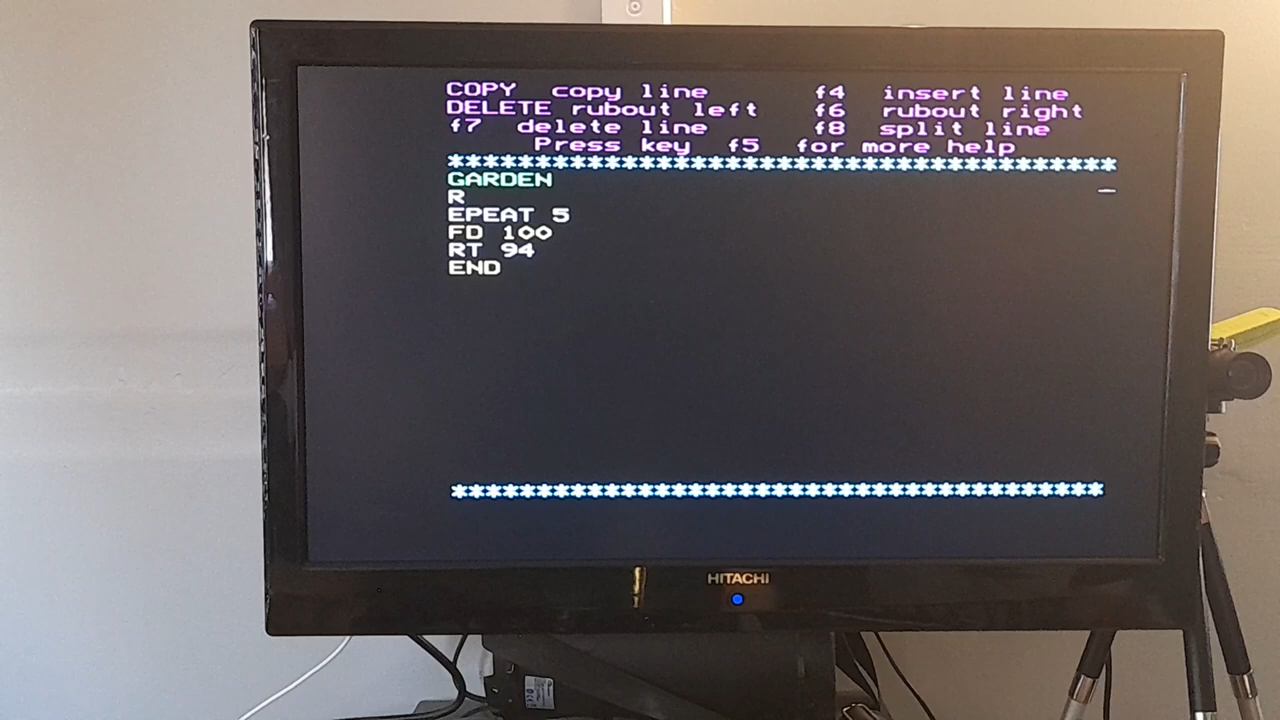 COPY copy line f4 insert line
DELETE rubout left f6 rubout right
f7 delete line f8 split line
Press key f5 for more help
***************************************
GARDEN
R
EPEAT 5
FD 100
RT 94
END
**************************************
HITACHI